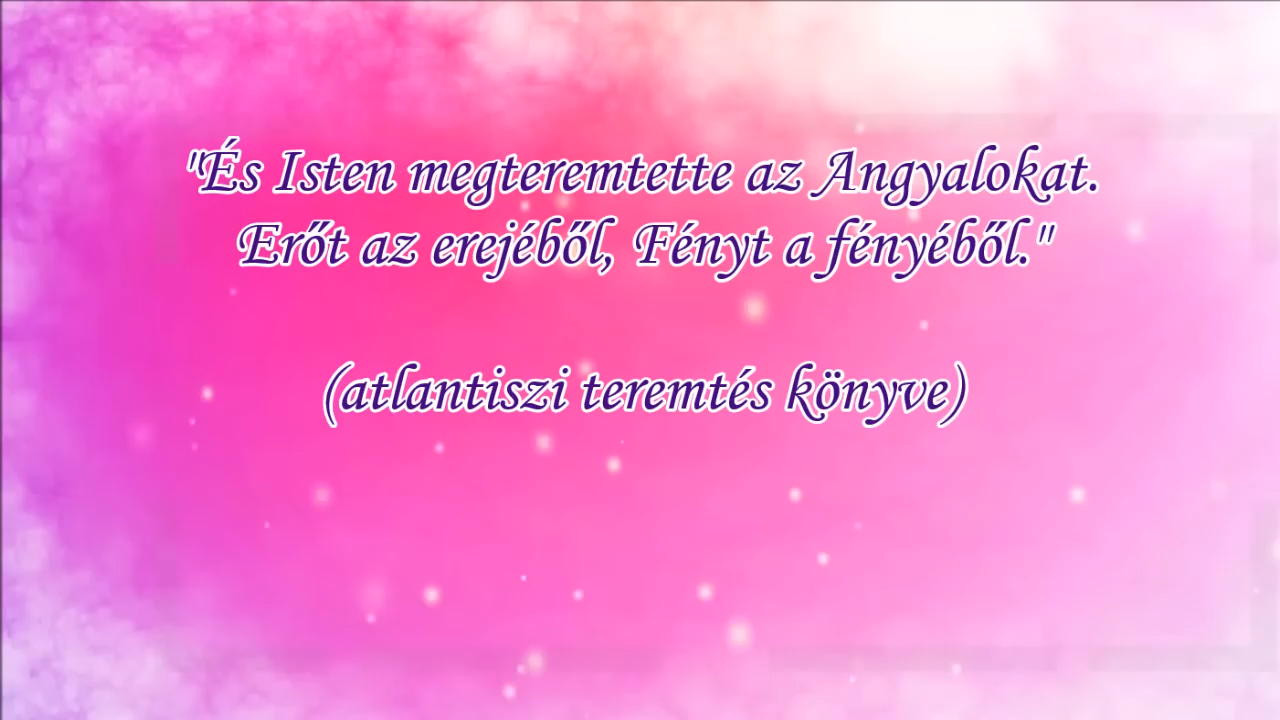 "És Isten megteremtette az Angyalokat.
Erőt az erejéből, Fényt a fényéből."
(atlantiszi teremtés könyve)